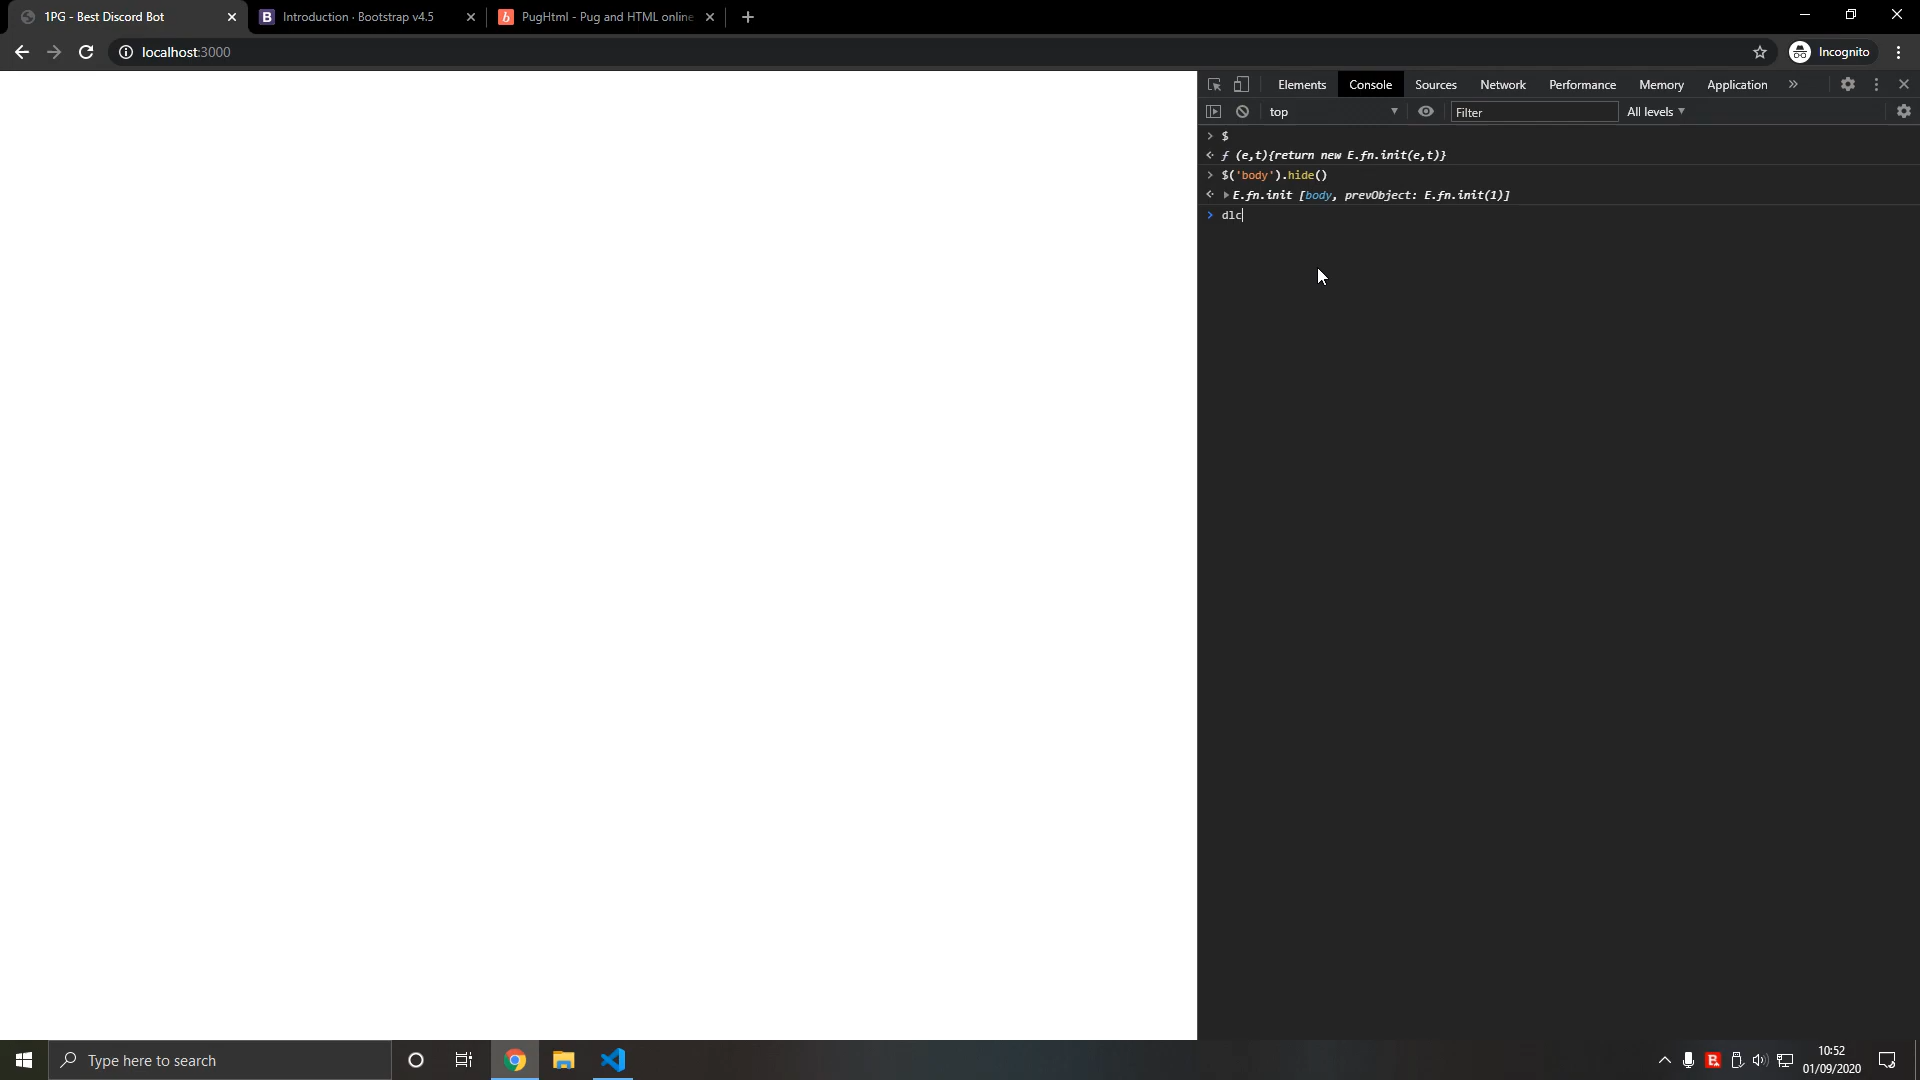 1PG - Best Discord Bot
Introduction · Bootstrap v4.5
PugHtml - Pug and HTML online
localhost:3000
Incognito
Elements
Console
Sources
Network
Performance
Memory
Application
top
Filter
All levels
$
ƒ (e,t){return new E.fn.init(e,t)}
$('body').hide()
E.fn.init [body, prevObject: E.fn.init(1)]
dlc
Type here to search
10:52
01/09/2020